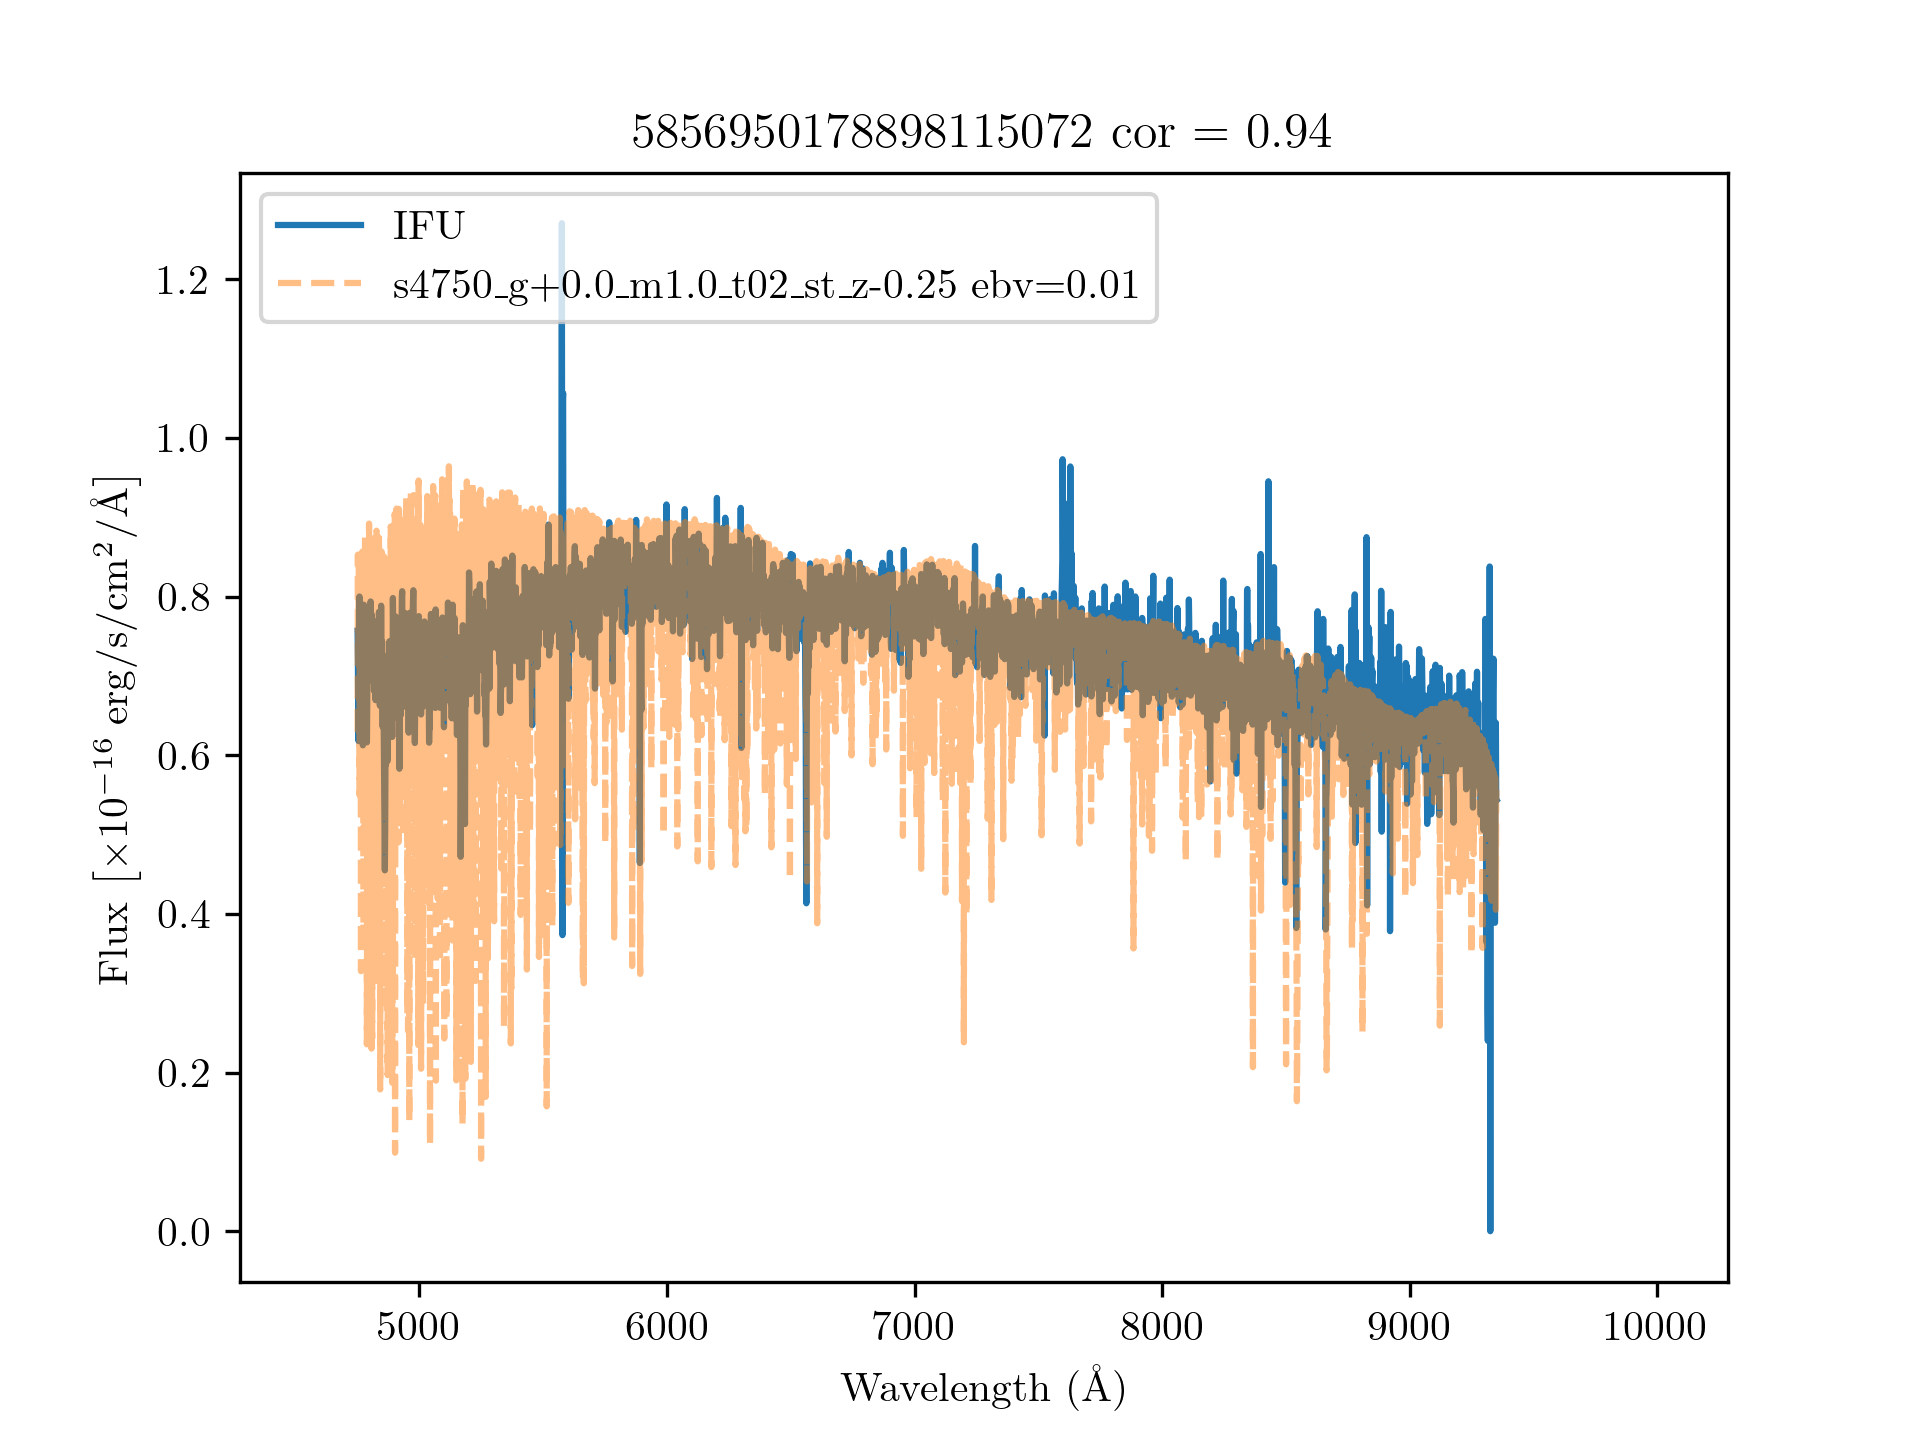 5856950178898115072 cor = 0.94
IFU
s4750_g+0.0_m1.0_t02_st_z-0.25 ebv=0.01
1.2
1.0
0.8
0.6
0.4
0.2
0.0
Flux [×10⁻¹⁶ erg/s/cm²/Å]
5000 6000 7000 8000 9000 10000
Wavelength (Å)